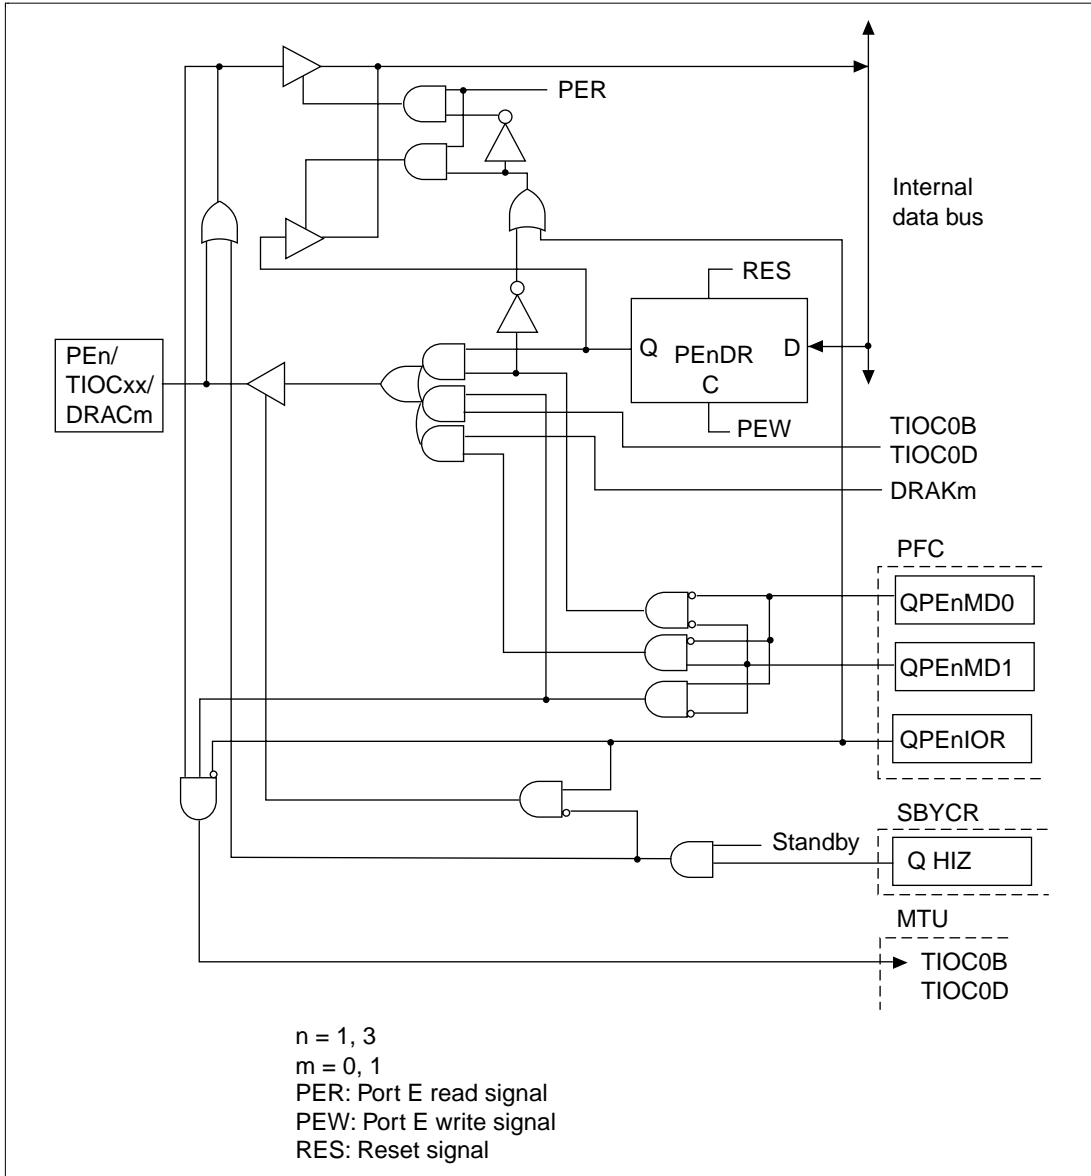 PER
Internal
data bus
RES
Q PEnDR D
C
PEn/
TIOCxx/
DRACm
PEW
TIOC0B
TIOC0D
DRAKm
PFC
QPEnMD0
QPEnMD1
QPEnIOR
SBYCR
Standby
Q HIZ
MTU
TIOC0B
TIOC0D
n = 1, 3
m = 0, 1
PER: Port E read signal
PEW: Port E write signal
RES: Reset signal